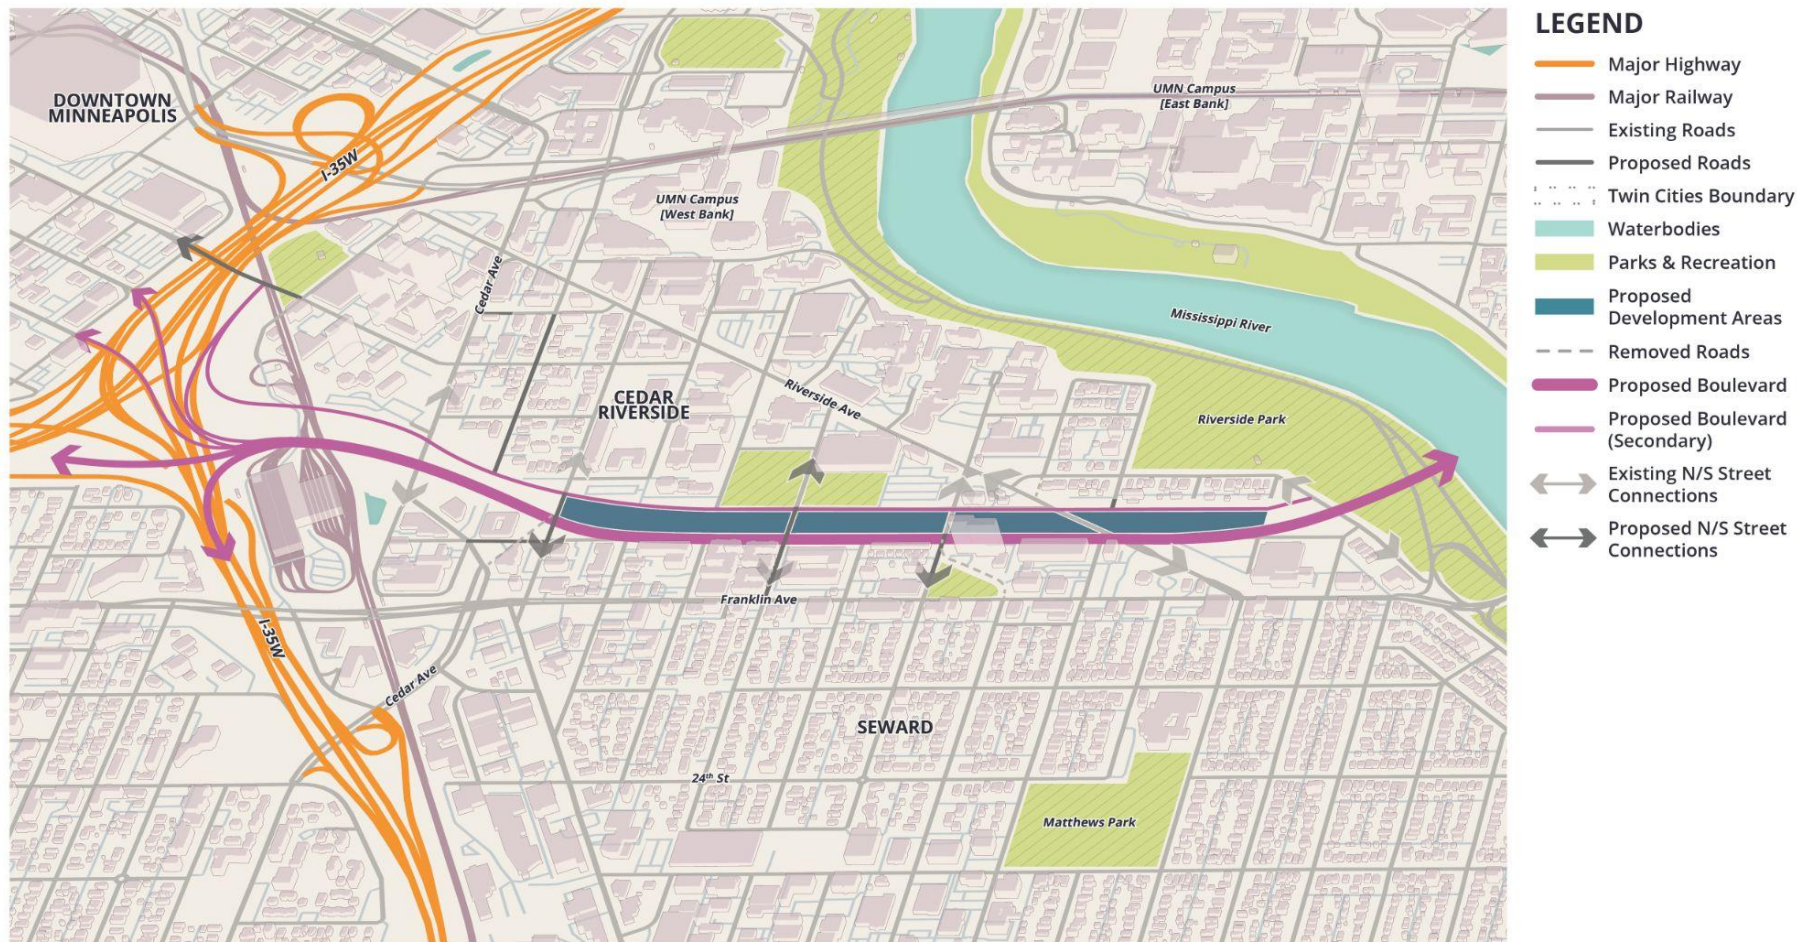 DOWNTOWN
MINNEAPOLIS
I-35W
UMN Campus
[East Bank]
UMN Campus
[West Bank]
Cedar Ave
Mississippi River
CEDAR
RIVERSIDE
Riverside Ave
Riverside Park
Franklin Ave
I-35W
Cedar Ave
SEWARD
24th St
Matthews Park
LEGEND
Major Highway
Major Railway
Existing Roads
Proposed Roads
Twin Cities Boundary
Waterbodies
Parks & Recreation
Proposed
Development Areas
Removed Roads
Proposed Boulevard
Proposed Boulevard
(Secondary)
Existing N/S Street
Connections
Proposed N/S Street
Connections